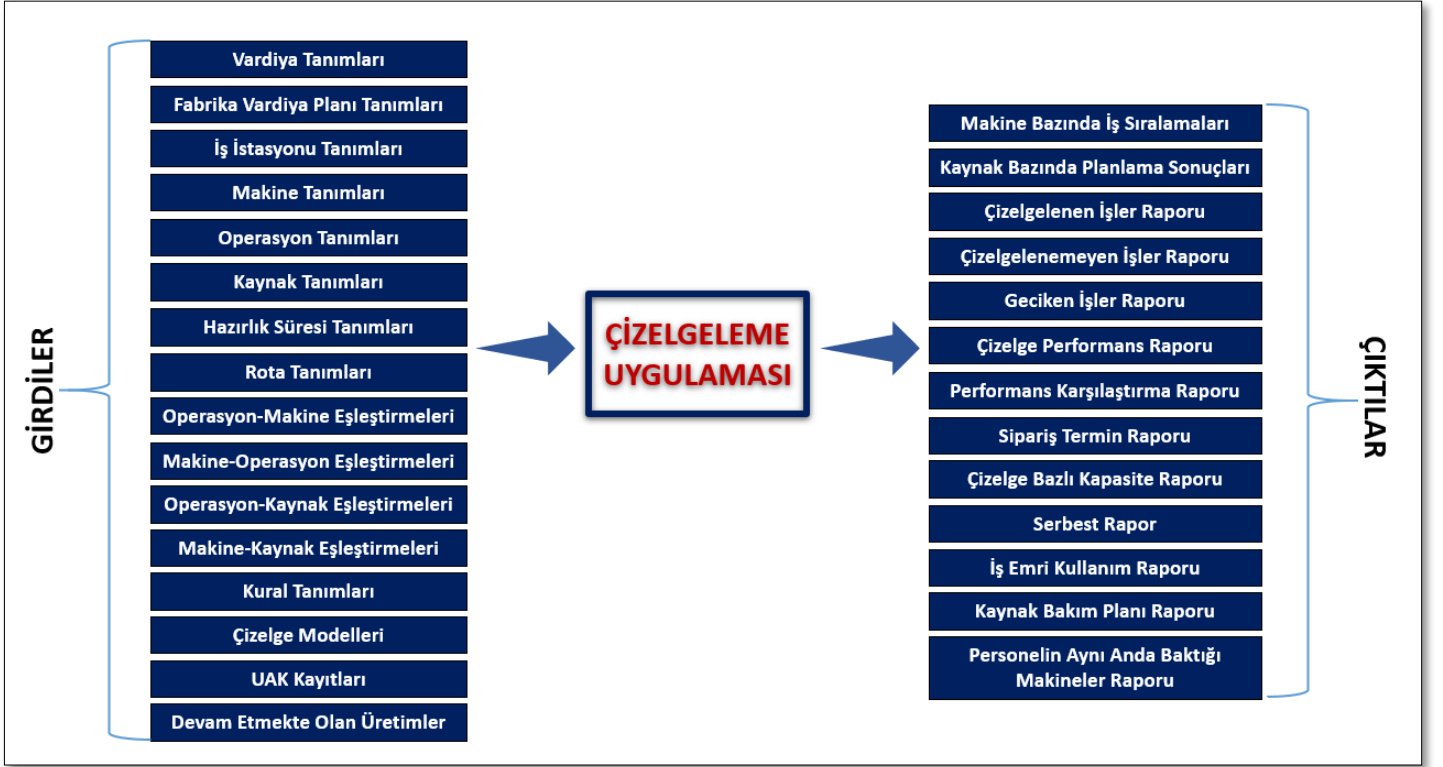 GİRDİLER
Vardiya Tanımları
Fabrika Vardiya Planı Tanımları
İş İstasyonu Tanımları
Makine Tanımları
Operasyon Tanımları
Kaynak Tanımları
Hazırlık Süresi Tanımları
Rota Tanımları
Operasyon-Makine Eşleştirmeleri
Makine-Operasyon Eşleştirmeleri
Operasyon-Kaynak Eşleştirmeleri
Makine-Kaynak Eşleştirmeleri
Kural Tanımları
Çizelge Modelleri
UAK Kayıtları
Devam Etmekte Olan Üretimler
ÇİZELGELEME
UYGULAMASI
Makine Bazında İş Sıralamaları
Kaynak Bazında Planlama Sonuçları
Çizelgelenen İşler Raporu
Çizelgelenemeyen İşler Raporu
Geciken İşler Raporu
Çizelge Performans Raporu
Performans Karşılaştırma Raporu
Sipariş Termin Raporu
Çizelge Bazlı Kapasite Raporu
Serbest Rapor
İş Emri Kullanım Raporu
Kaynak Bakım Planı Raporu
Personelin Aynı Anda Baktığı
Makineler Raporu
ÇIKTILAR